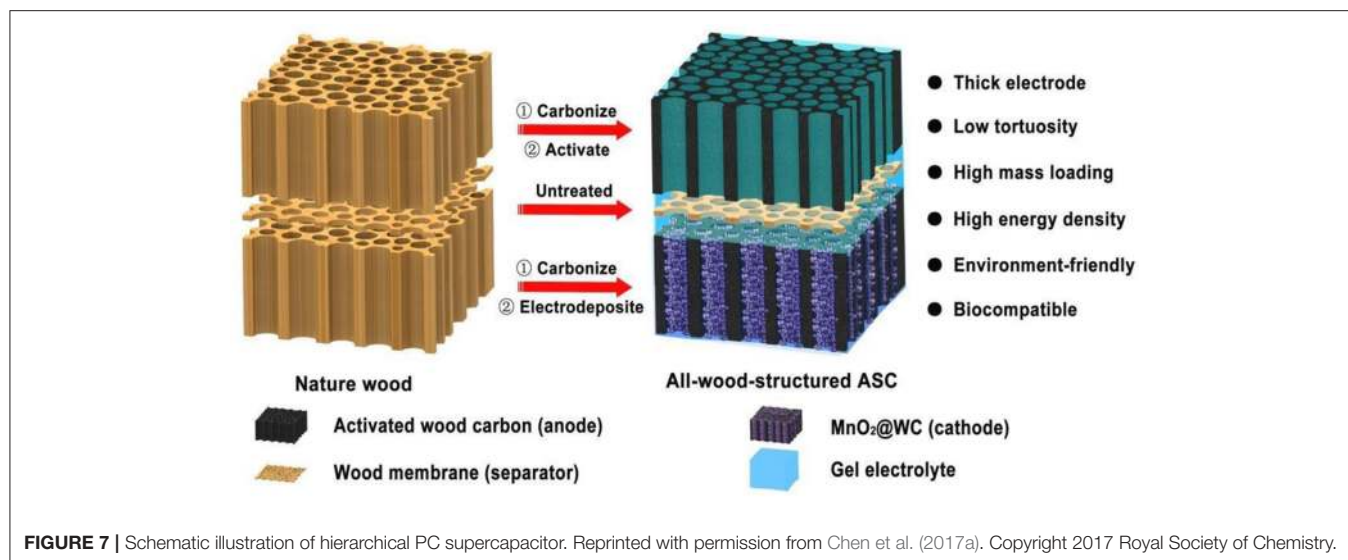 ① Carbonize
② Activate
Untreated
① Carbonize
② Electrodeposite
● Thick electrode
● Low tortuosity
● High mass loading
● High energy density
● Environment-friendly
● Biocompatible
Nature wood
All-wood-structured ASC
Activated wood carbon (anode)
MnO₂@WC (cathode)
Wood membrane (separator)
Gel electrolyte
FIGURE 7 | Schematic illustration of hierarchical PC supercapacitor. Reprinted with permission from Chen et al. (2017a). Copyright 2017 Royal Society of Chemistry.